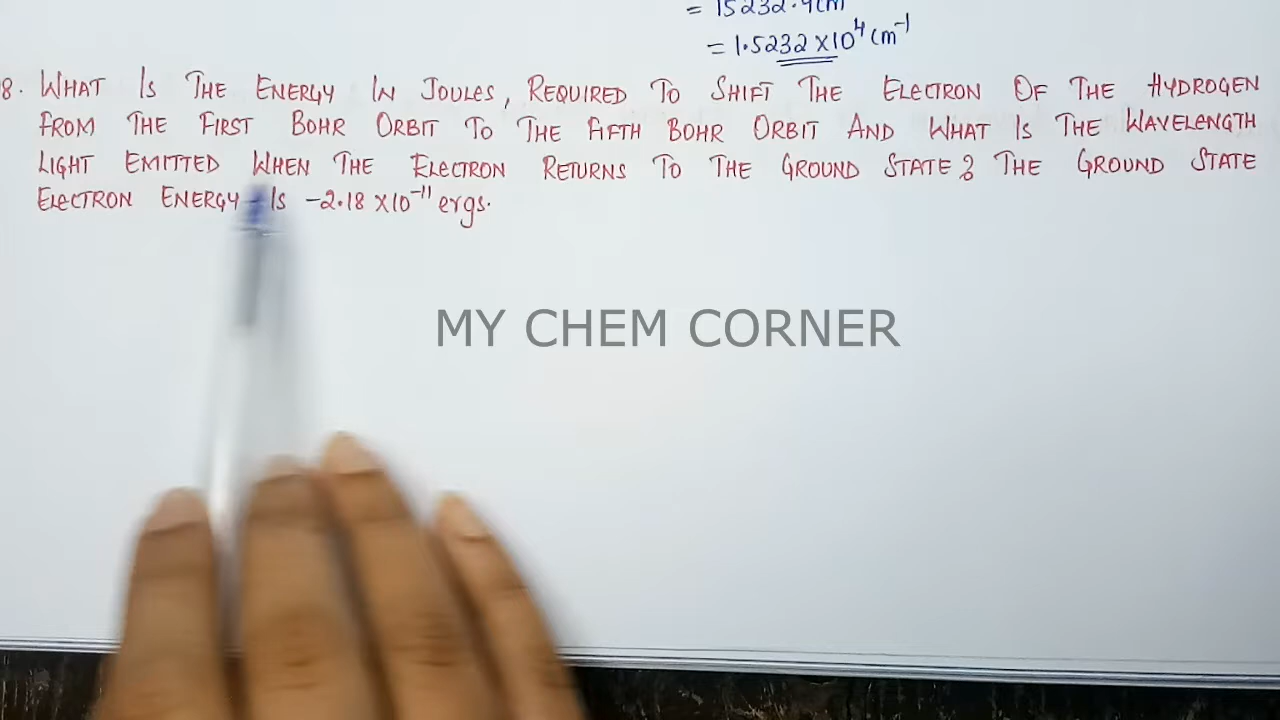 = 15232.4cm
= 1.5232 ×10⁴ cm⁻¹
8. WHAT IS THE ENERGY IN JOULES, REQUIRED TO SHIFT THE ELECTRON OF THE HYDROGEN
FROM THE FIRST BOHR ORBIT TO THE FIFTH BOHR ORBIT AND WHAT IS THE WAVELENGTH
LIGHT EMITTED WHEN THE ELECTRON RETURNS TO THE GROUND STATE? THE GROUND STATE
ELECTRON ENERGY IS -2.18 ×10⁻¹¹ ergs.
MY CHEM CORNER